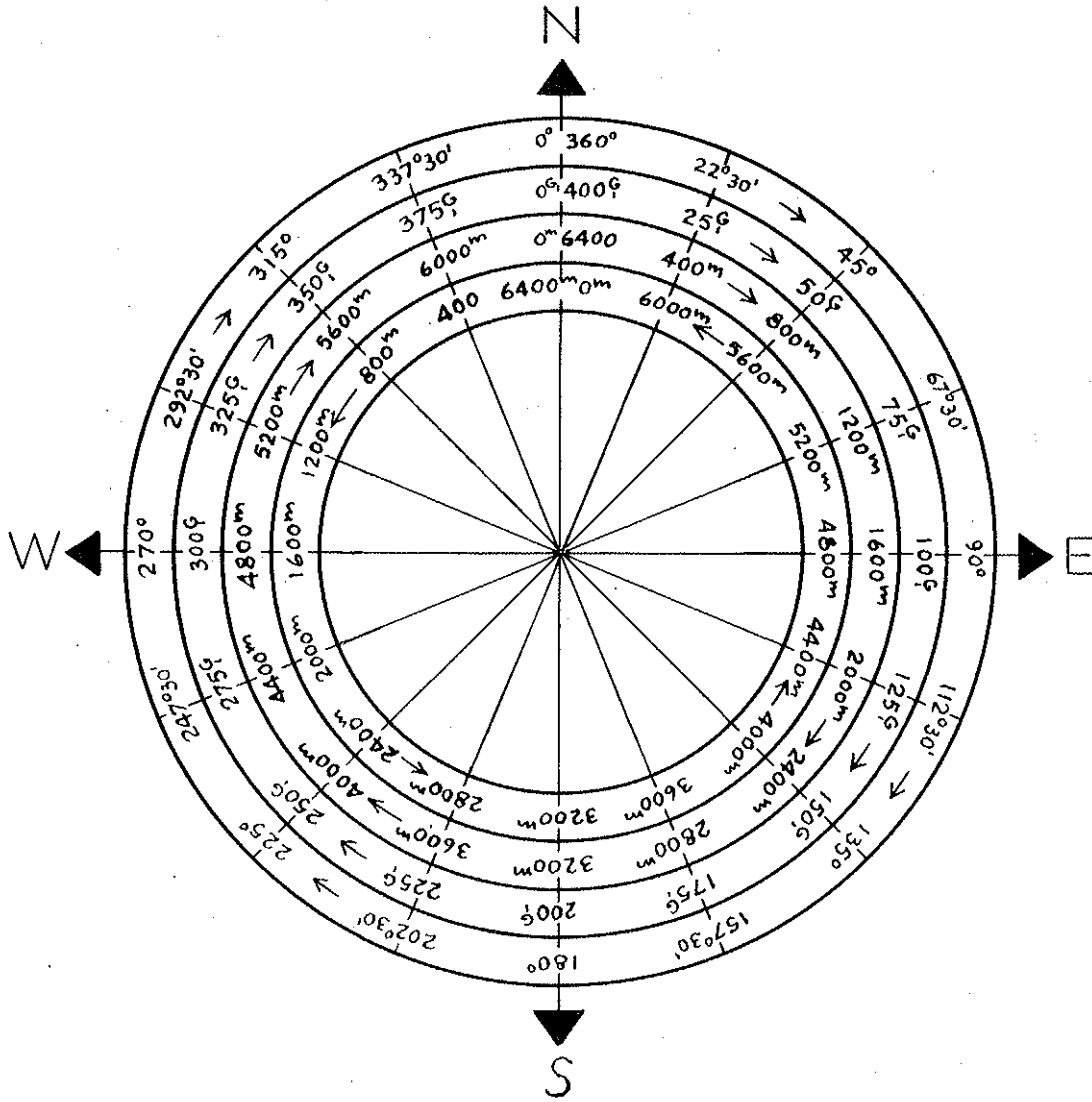 N
0° 360°
22°30'
45°
67°30'
90°
112°30'
135°
157°30'
180°
202°30'
225°
247°30'
270°
292°30'
315°
337°30'
0G 400G
25G
50G
75G
100G
125G
150G
175G
200G
225G
250G
275G
300G
325G
350G
375G
0m 6400
400m
800m
1200m
1600m
2000m
2400m
2800m
3200m
3600m
4000m
4400m
4800m
5200m
5600m
6000m
6400m 0m
6000m
5600m
5200m
4800m
4400m
4000m
3600m
3200m
2800m
2400m
2000m
1600m
1200m
800m
400
W
E
S